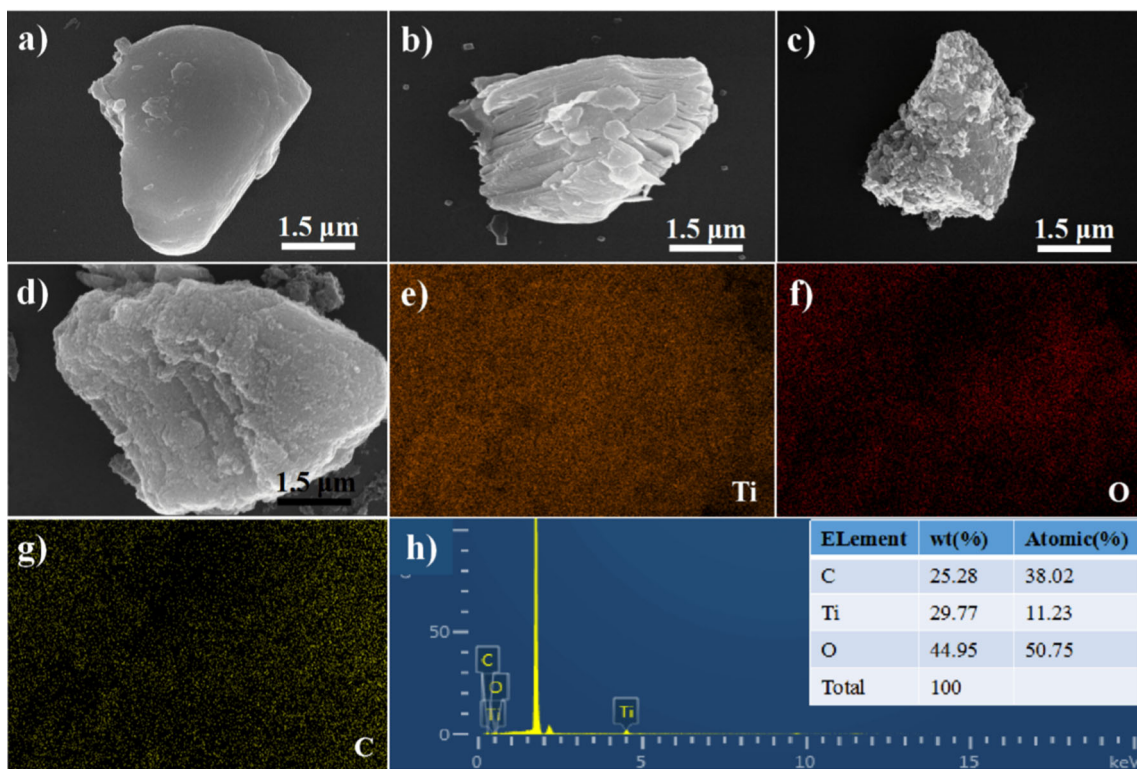 a)
b)
c)
1.5 μm
1.5 μm
1.5 μm
d)
e)
f)
1.5 μm
Ti
O
g)
C
h)
50
0
C
O
Ti
Ti
0
5
10
15
keV
ELement wt(%) Atomic(%)
C 25.28 38.02
Ti 29.77 11.23
O 44.95 50.75
Total 100